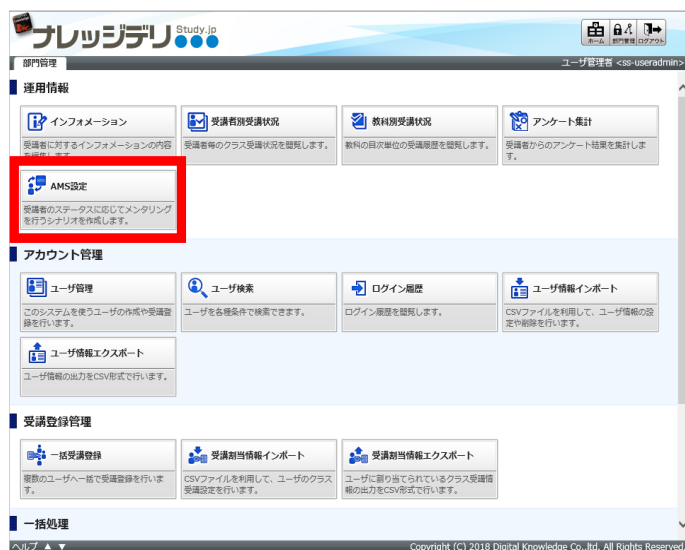 ナレッジデリ Study.jp
ホーム 部門管理 ログアウト
部門管理 ユーザ管理者 <ss-useradmin>
運用情報
インフォメーション 受講者別受講状況 教科別受講状況 アンケート集計
受講者に対するインフォメーションの内容 受講者毎のクラス受講状況を閲覧します。 教科の目次単位の受講履歴を閲覧します。 受講者からのアンケート結果を集計しま
を編集します。 す。
AMS設定
受講者のステータスに応じてメンタリング
を行うシナリオを作成します。
アカウント管理
ユーザ管理 ユーザ検索 ログイン履歴 ユーザ情報インポート
このシステムを使うユーザの作成や受講登 ユーザを各種条件で検索できます。 ログイン履歴を閲覧します。 CSVファイルを利用して、ユーザ情報の設
録を行います。 定や削除を行います。
ユーザ情報エクスポート
ユーザ情報の出力をCSV形式で行います。
受講登録管理
一括受講登録 受講割当情報インポート 受講割当情報エクスポート
複数のユーザへ一括で受講登録を行いま CSVファイルを利用して、ユーザのクラス ユーザに割り当てられているクラス受講情
す。 受講設定を行います。 報の出力をCSV形式で行います。
一括処理
ヘルプ ▲ ▼ Copyright (C) 2018 Digital Knowledge Co.,ltd. All Rights Reserved.